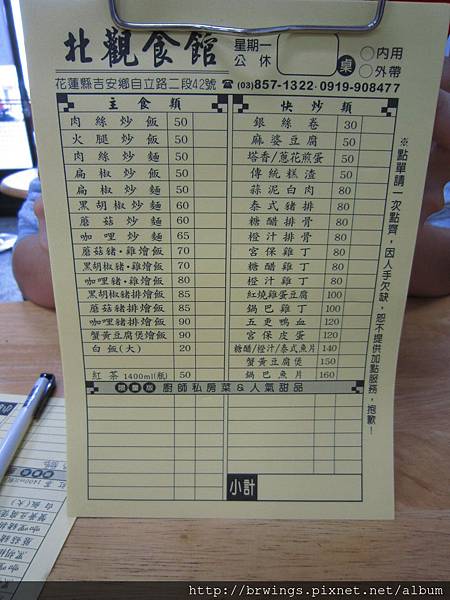 北觀食館
星期一
公休
桌
○內用
○外帶
花蓮縣吉安鄉自立路二段42號 ☎(03)857-1322·0919-908477
主食類
肉絲炒飯 50
火腿炒飯 50
肉絲炒麵 50
扁椒炒飯 50
扁椒炒麵 50
黑胡椒炒麵 60
蘑菇炒麵 60
咖哩炒麵 65
蘑菇豬·雞燴飯 70
黑胡椒豬·雞燴飯 70
咖哩豬·雞燴飯 80
黑胡椒豬排燴飯 85
蘑菇豬排燴飯 85
咖哩豬排燴飯 90
蟹黃豆腐煲燴飯 90
白飯(大) 20
紅茶1400ml(瓶) 50
快炒類
銀絲卷 30
麻婆豆腐 50
塔香/蔥花煎蛋 50
傳統糕渣 50
蒜泥白肉 80
泰式豬排 80
糖醋排骨 80
橙汁排骨 80
宮保雞丁 80
糖醋雞丁 80
橙汁雞丁 80
紅燒雞蛋豆腐 100
鍋巴雞丁 100
五更鴨血 120
宮保皮蛋 120
糖醋/橙汁/泰式魚片 140
蟹黃豆腐煲 150
鍋巴魚片 160
※點單請一次點齊，因人手欠缺，恕不提供加點服務，抱歉！
限量版 廚師私房菜&人氣甜品
小計
白飯(大)
http://brwings.pixnet.net/album